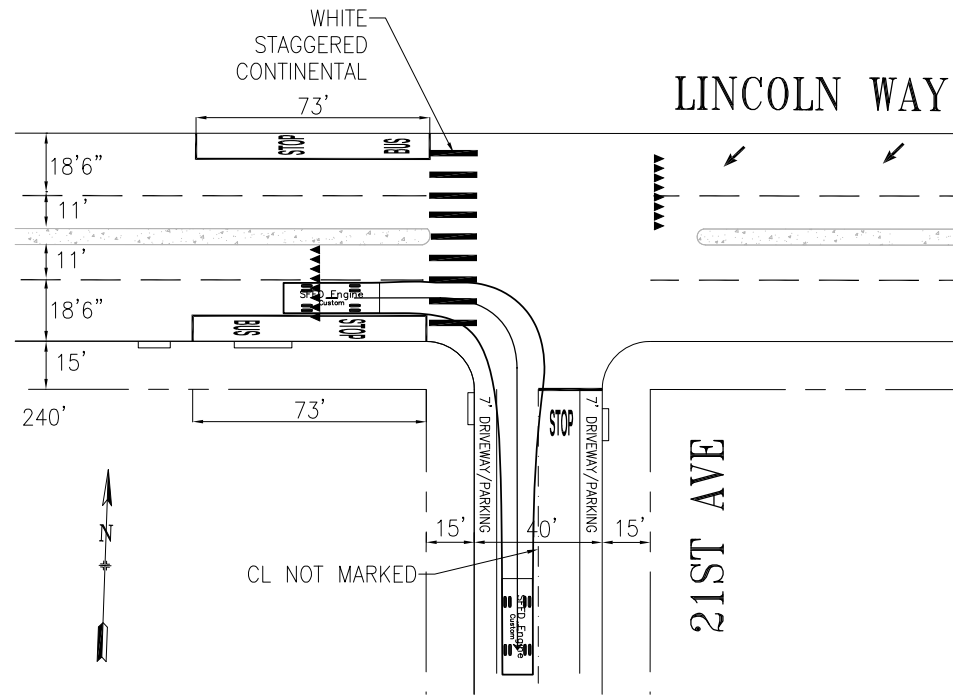 WHITE
STAGGERED
CONTINENTAL
LINCOLN WAY
73'
STOP
BUS
18'6"
11'
11'
SFFD Engine
Custom
18'6"
BUS
STOP
15'
240'
73'
7' DRIVEWAY/PARKING
STOP
7' DRIVEWAY/PARKING
N
15'
40'
15'
CL NOT MARKED
21ST AVE
SFFD Engine
Custom